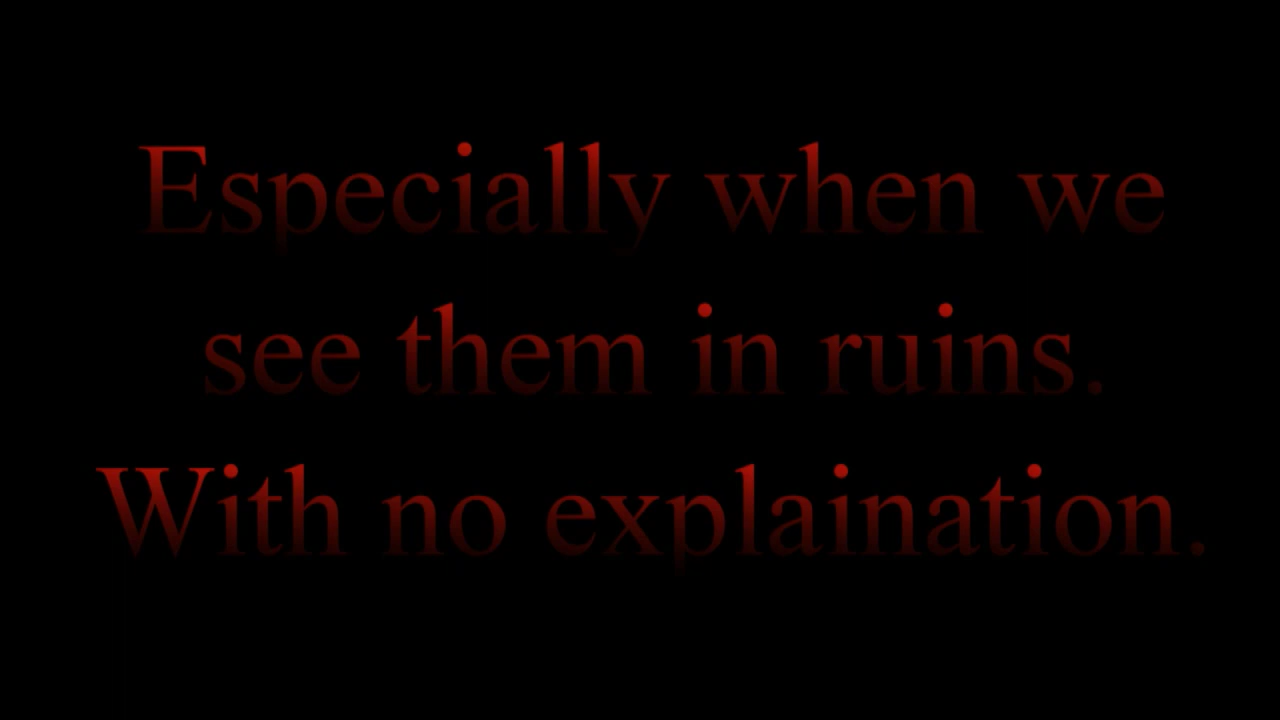 Especially when we
see them in ruins.
With no explaination.